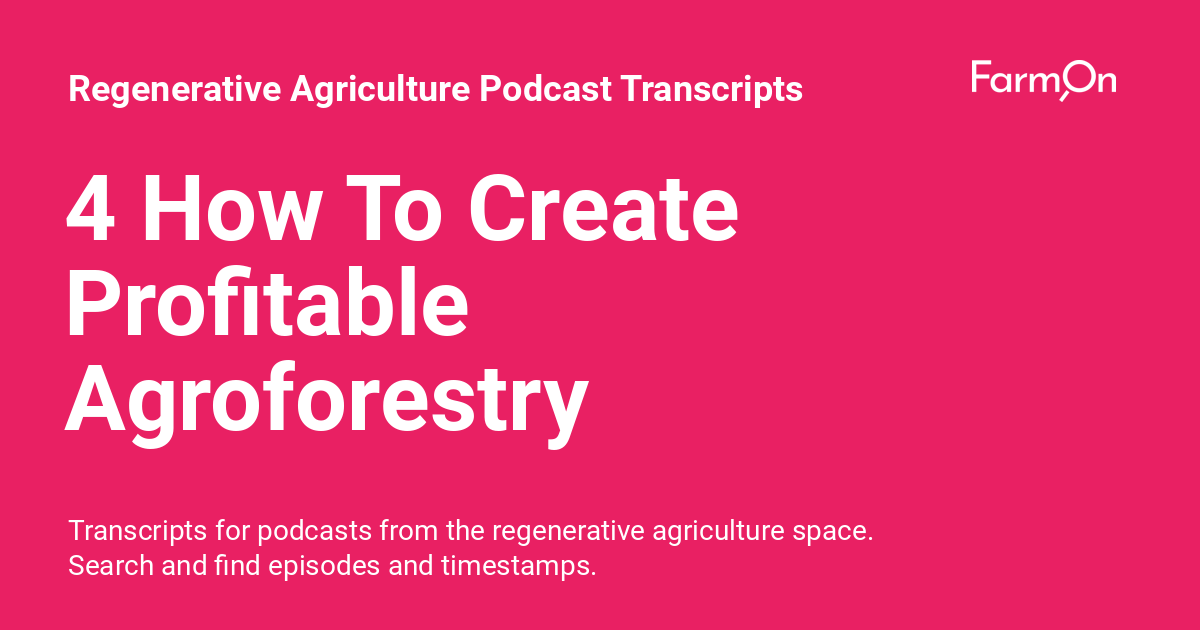 Regenerative Agriculture Podcast Transcripts
FarmOn
4 How To Create
Profitable
Agroforestry
Transcripts for podcasts from the regenerative agriculture space.
Search and find episodes and timestamps.